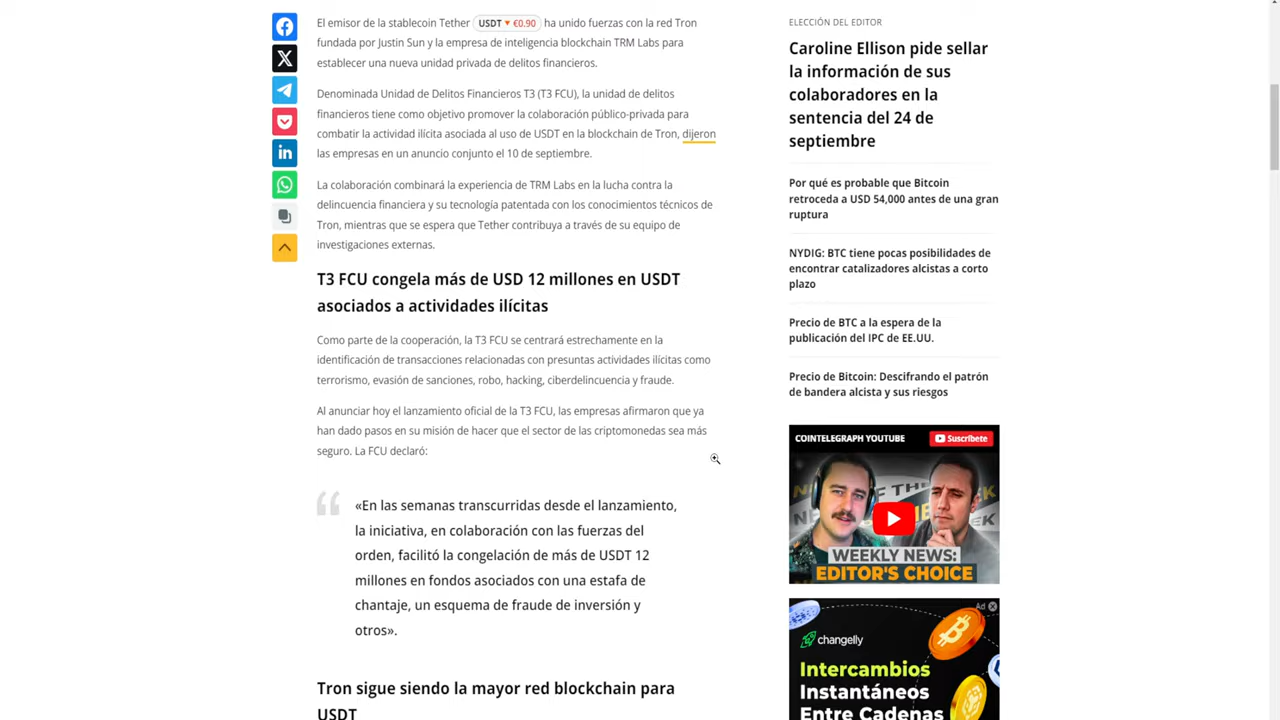 El emisor de la stablecoin Tether USDT ▼ €0.90 ha unido fuerzas con la red Tron
fundada por Justin Sun y la empresa de inteligencia blockchain TRM Labs para
establecer una nueva unidad privada de delitos financieros.
Denominada Unidad de Delitos Financieros T3 (T3 FCU), la unidad de delitos
financieros tiene como objetivo promover la colaboración público-privada para
combatir la actividad ilícita asociada al uso de USDT en la blockchain de Tron, dijeron
las empresas en un anuncio conjunto el 10 de septiembre.
La colaboración combinará la experiencia de TRM Labs en la lucha contra la
delincuencia financiera y su tecnología patentada con los conocimientos técnicos de
Tron, mientras que se espera que Tether contribuya a través de su equipo de
investigaciones externas.
T3 FCU congela más de USD 12 millones en USDT
asociados a actividades ilícitas
Como parte de la cooperación, la T3 FCU se centrará estrechamente en la
identificación de transacciones relacionadas con presuntas actividades ilícitas como
terrorismo, evasión de sanciones, robo, hacking, ciberdelincuencia y fraude.
Al anunciar hoy el lanzamiento oficial de la T3 FCU, las empresas afirmaron que ya
han dado pasos en su misión de hacer que el sector de las criptomonedas sea más
seguro. La FCU declaró:
«En las semanas transcurridas desde el lanzamiento,
la iniciativa, en colaboración con las fuerzas del
orden, facilitó la congelación de más de USDT 12
millones en fondos asociados con una estafa de
chantaje, un esquema de fraude de inversión y
otros».
Tron sigue siendo la mayor red blockchain para
USDT
ELECCIÓN DEL EDITOR
Caroline Ellison pide sellar
la información de sus
colaboradores en la
sentencia del 24 de
septiembre
Por qué es probable que Bitcoin
retroceda a USD 54,000 antes de una gran
ruptura
NYDIG: BTC tiene pocas posibilidades de
encontrar catalizadores alcistas a corto
plazo
Precio de BTC a la espera de la
publicación del IPC de EE.UU.
Precio de Bitcoin: Descifrando el patrón
de bandera alcista y sus riesgos
COINTELEGRAPH YOUTUBE
Suscríbete
WEEKLY NEWS:
EDITOR'S CHOICE
Ad
changelly
Intercambios
Instantáneos
Entre Cadenas